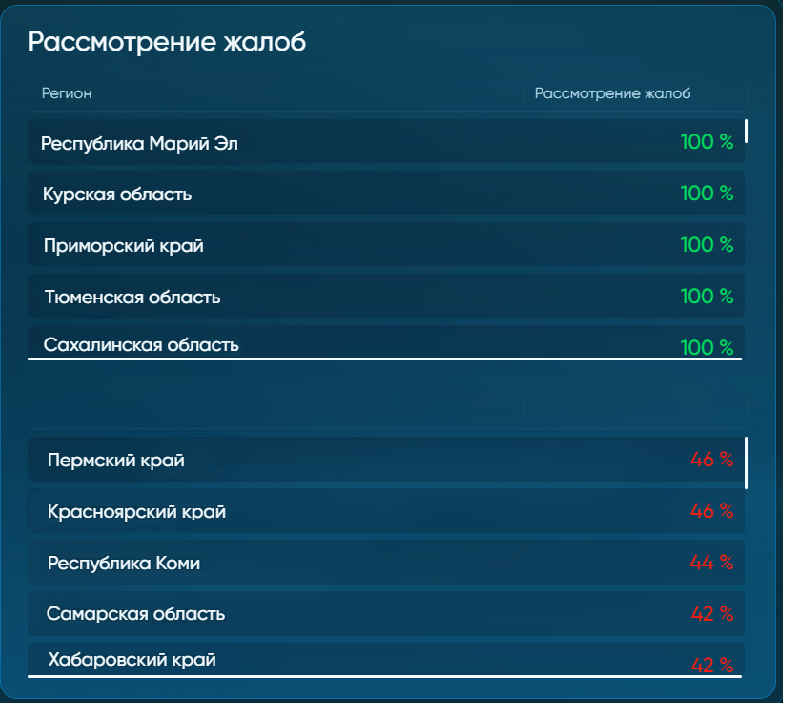 Рассмотрение жалоб
Регион Рассмотрение жалоб
Республика Марий Эл 100 %
Курская область 100 %
Приморский край 100 %
Тюменская область 100 %
Сахалинская область 100 %
Пермский край 46 %
Красноярский край 46 %
Республика Коми 44 %
Самарская область 42 %
Хабаровский край 42 %